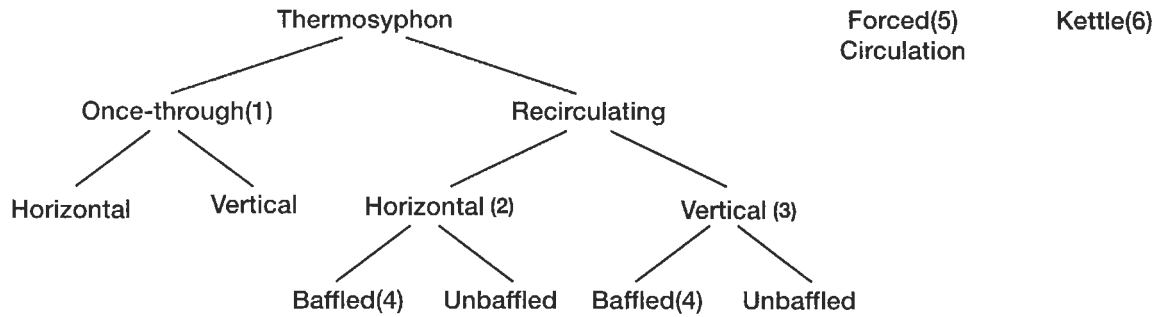 Thermosyphon Forced(5) Kettle(6)
Circulation
Once-through(1) Recirculating
Horizontal Vertical Horizontal (2) Vertical (3)
Baffled(4) Unbaffled Baffled(4) Unbaffled